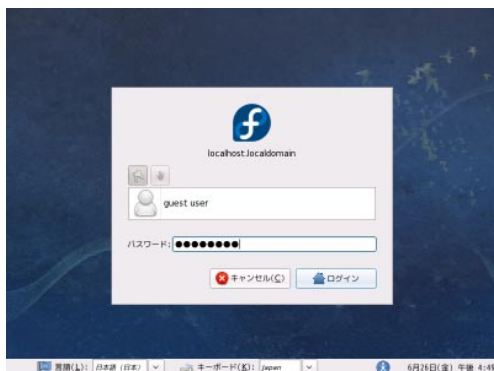 localhost.localdomain
guest user
パスワード: ●●●●●●●●
キャンセル(C)
ログイン
言語(L): 日本語 (日本)
キーボード(K): Japan
6月26日(金) 午後 4:49